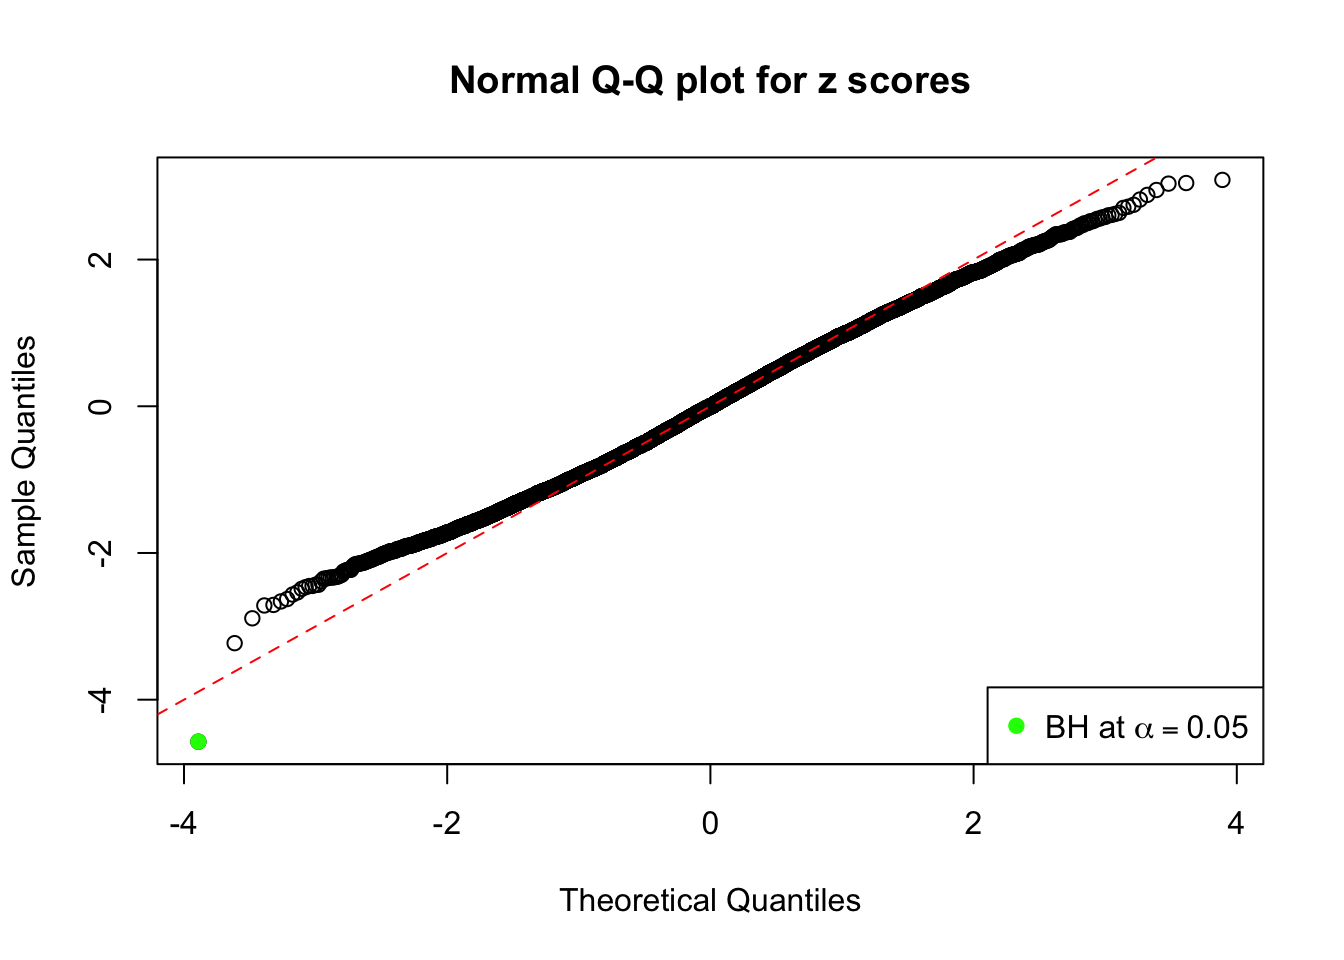 Normal Q-Q plot for z scores
Sample Quantiles
2
0
-2
-4
BH at α = 0.05
-4 -2 0 2 4
Theoretical Quantiles